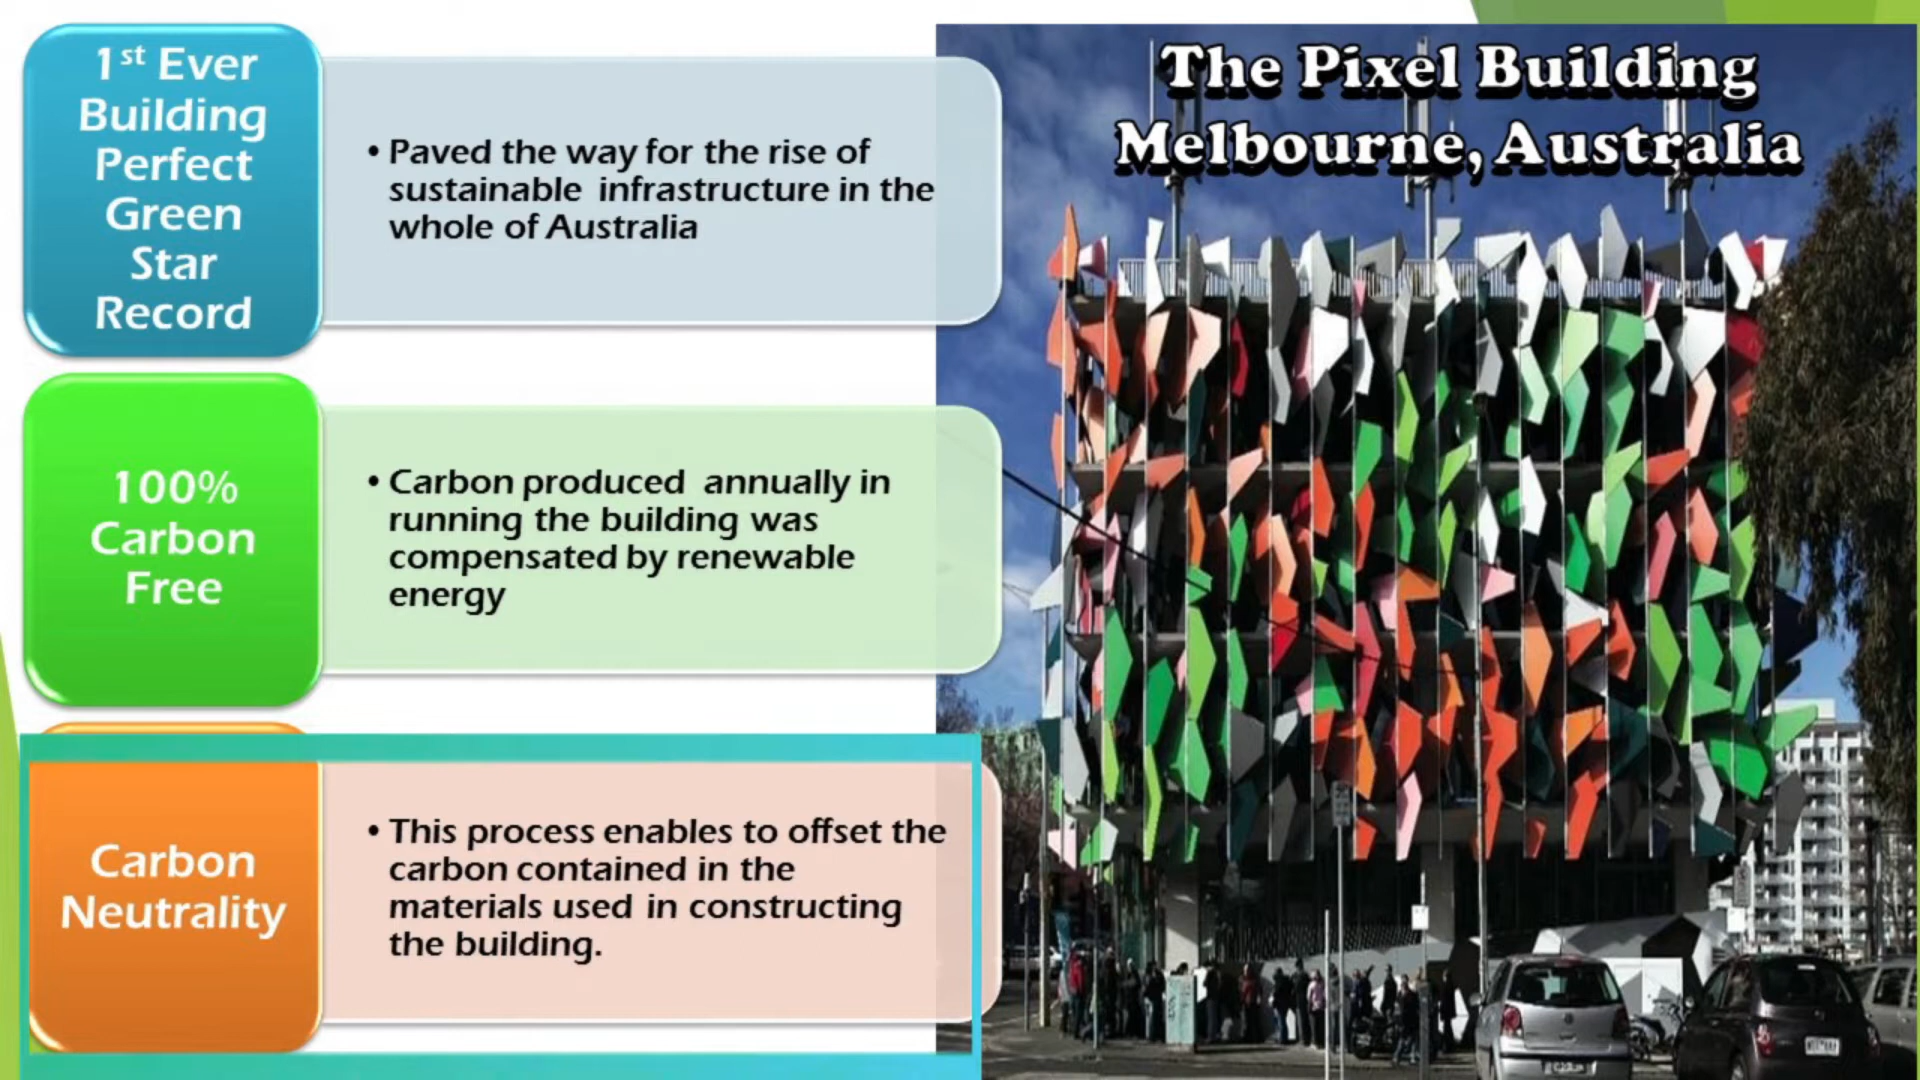 1st Ever
Building
Perfect
Green
Star
Record
• Paved the way for the rise of
sustainable infrastructure in the
whole of Australia
100%
Carbon
Free
• Carbon produced annually in
running the building was
compensated by renewable
energy
Carbon
Neutrality
• This process enables to offset the
carbon contained in the
materials used in constructing
the building.
The Pixel Building
Melbourne, Australia